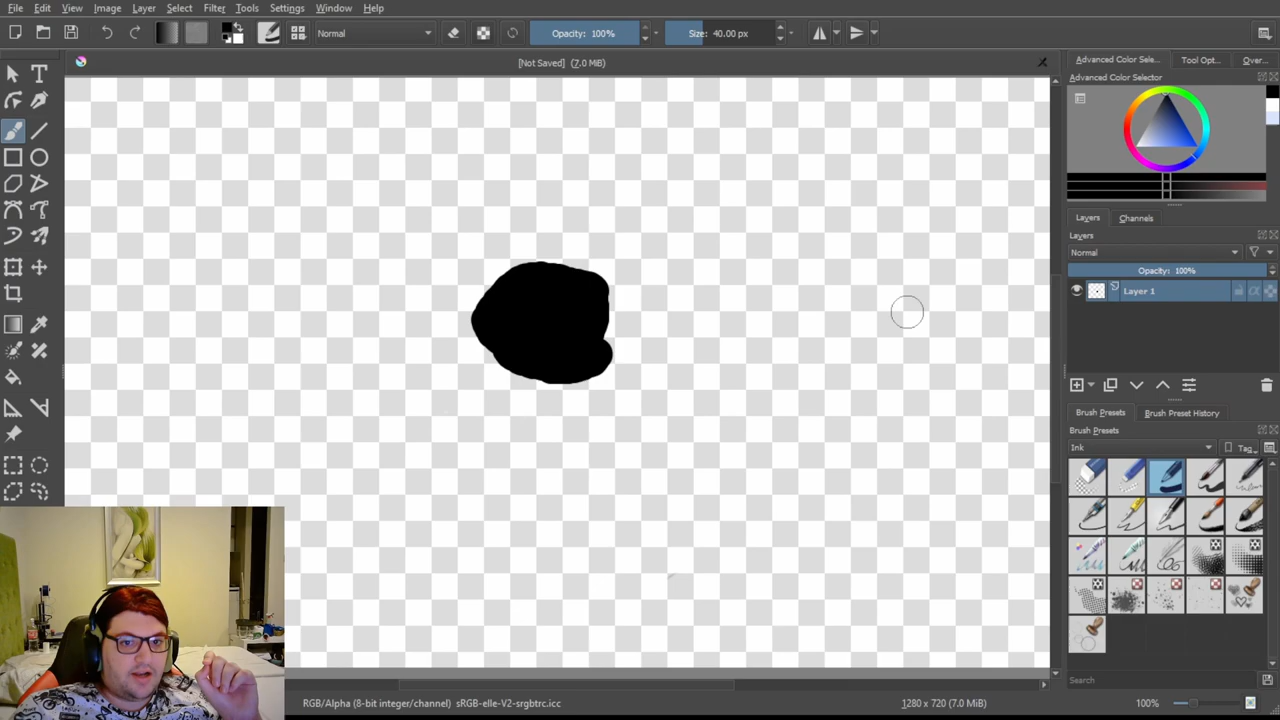 File Edit View Image Layer Select Filter Tools Settings Window Help
Normal Opacity: 100% Size: 40.00 px
[Not Saved] (7.0 MiB)
Advanced Color Sele... Tool Opt... Over...
Advanced Color Selector
Layers Channels
Layers
Normal
Opacity: 100%
Layer 1
Brush Presets Brush Preset History
Brush Presets
Ink Tag
Search
RGB/Alpha (8-bit integer/channel) sRGB-elle-V2-srgbtrc.icc 1280 x 720 (7.0 MiB) 100%